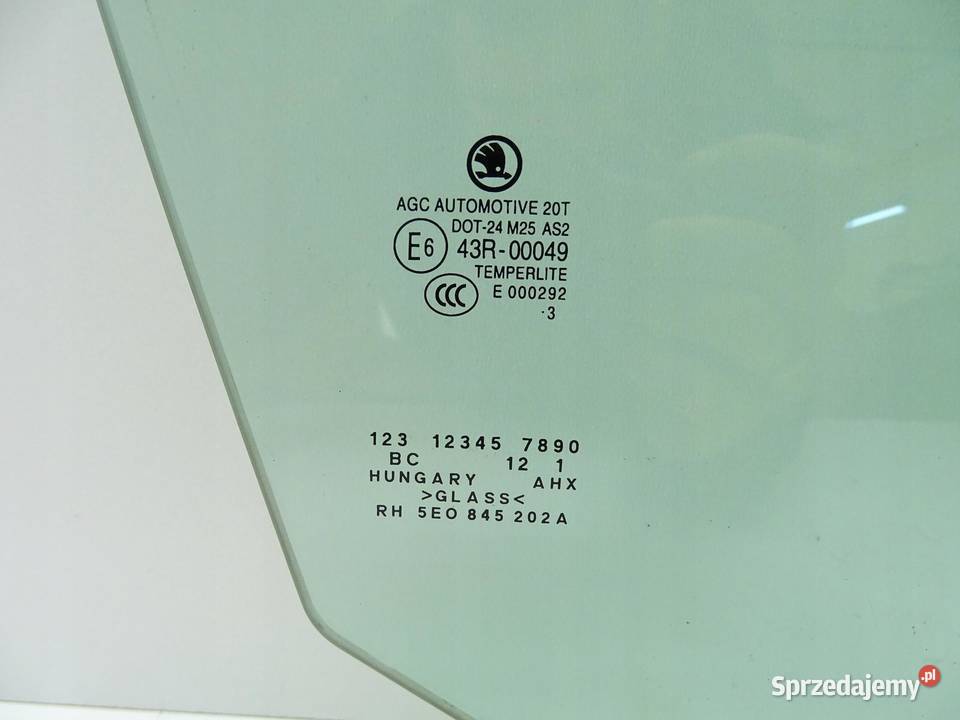 AGC AUTOMOTIVE 20T
DOT-24 M25 AS2
E6 43R-00049
TEMPERLITE
CCC E 000292
·3
123 12345 7890
BC 12 1
HUNGARY AHX
>GLASS<
RH 5E0 845 202A
Sprzedajemy.pl